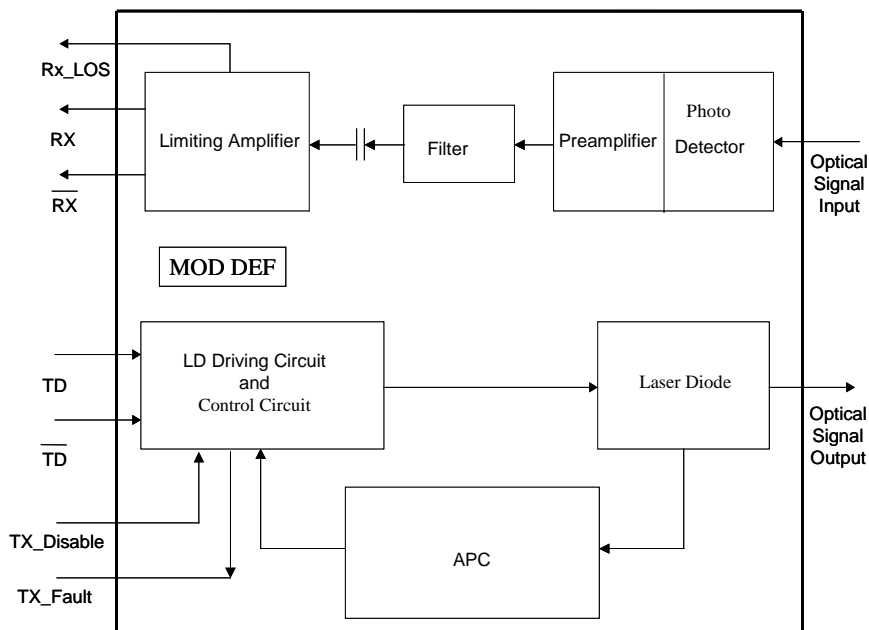 Rx_LOS
RX
RX
Limiting Amplifier
Filter
Preamplifier
Photo
Detector
Optical
Signal
Input
MOD DEF
TD
TD
LD Driving Circuit
and
Control Circuit
Laser Diode
Optical
Signal
Output
TX_Disable
TX_Fault
APC